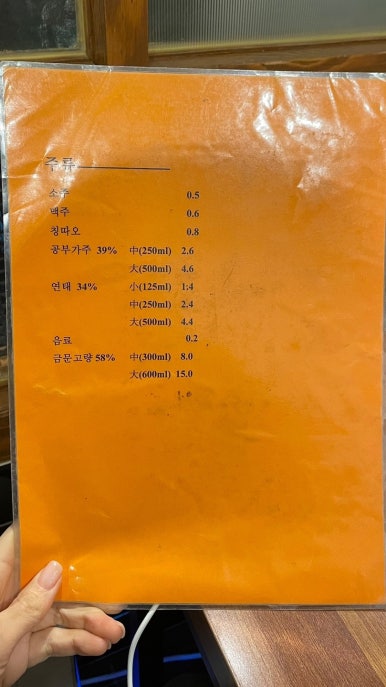 주류
소주 0.5
맥주 0.6
칭따오 0.8
공부가주 39% 中(250ml) 2.6
大(500ml) 4.6
연태 34% 小(125ml) 1.4
中(250ml) 2.4
大(500ml) 4.4
음료 0.2
금문고량 58% 中(300ml) 8.0
大(600ml) 15.0